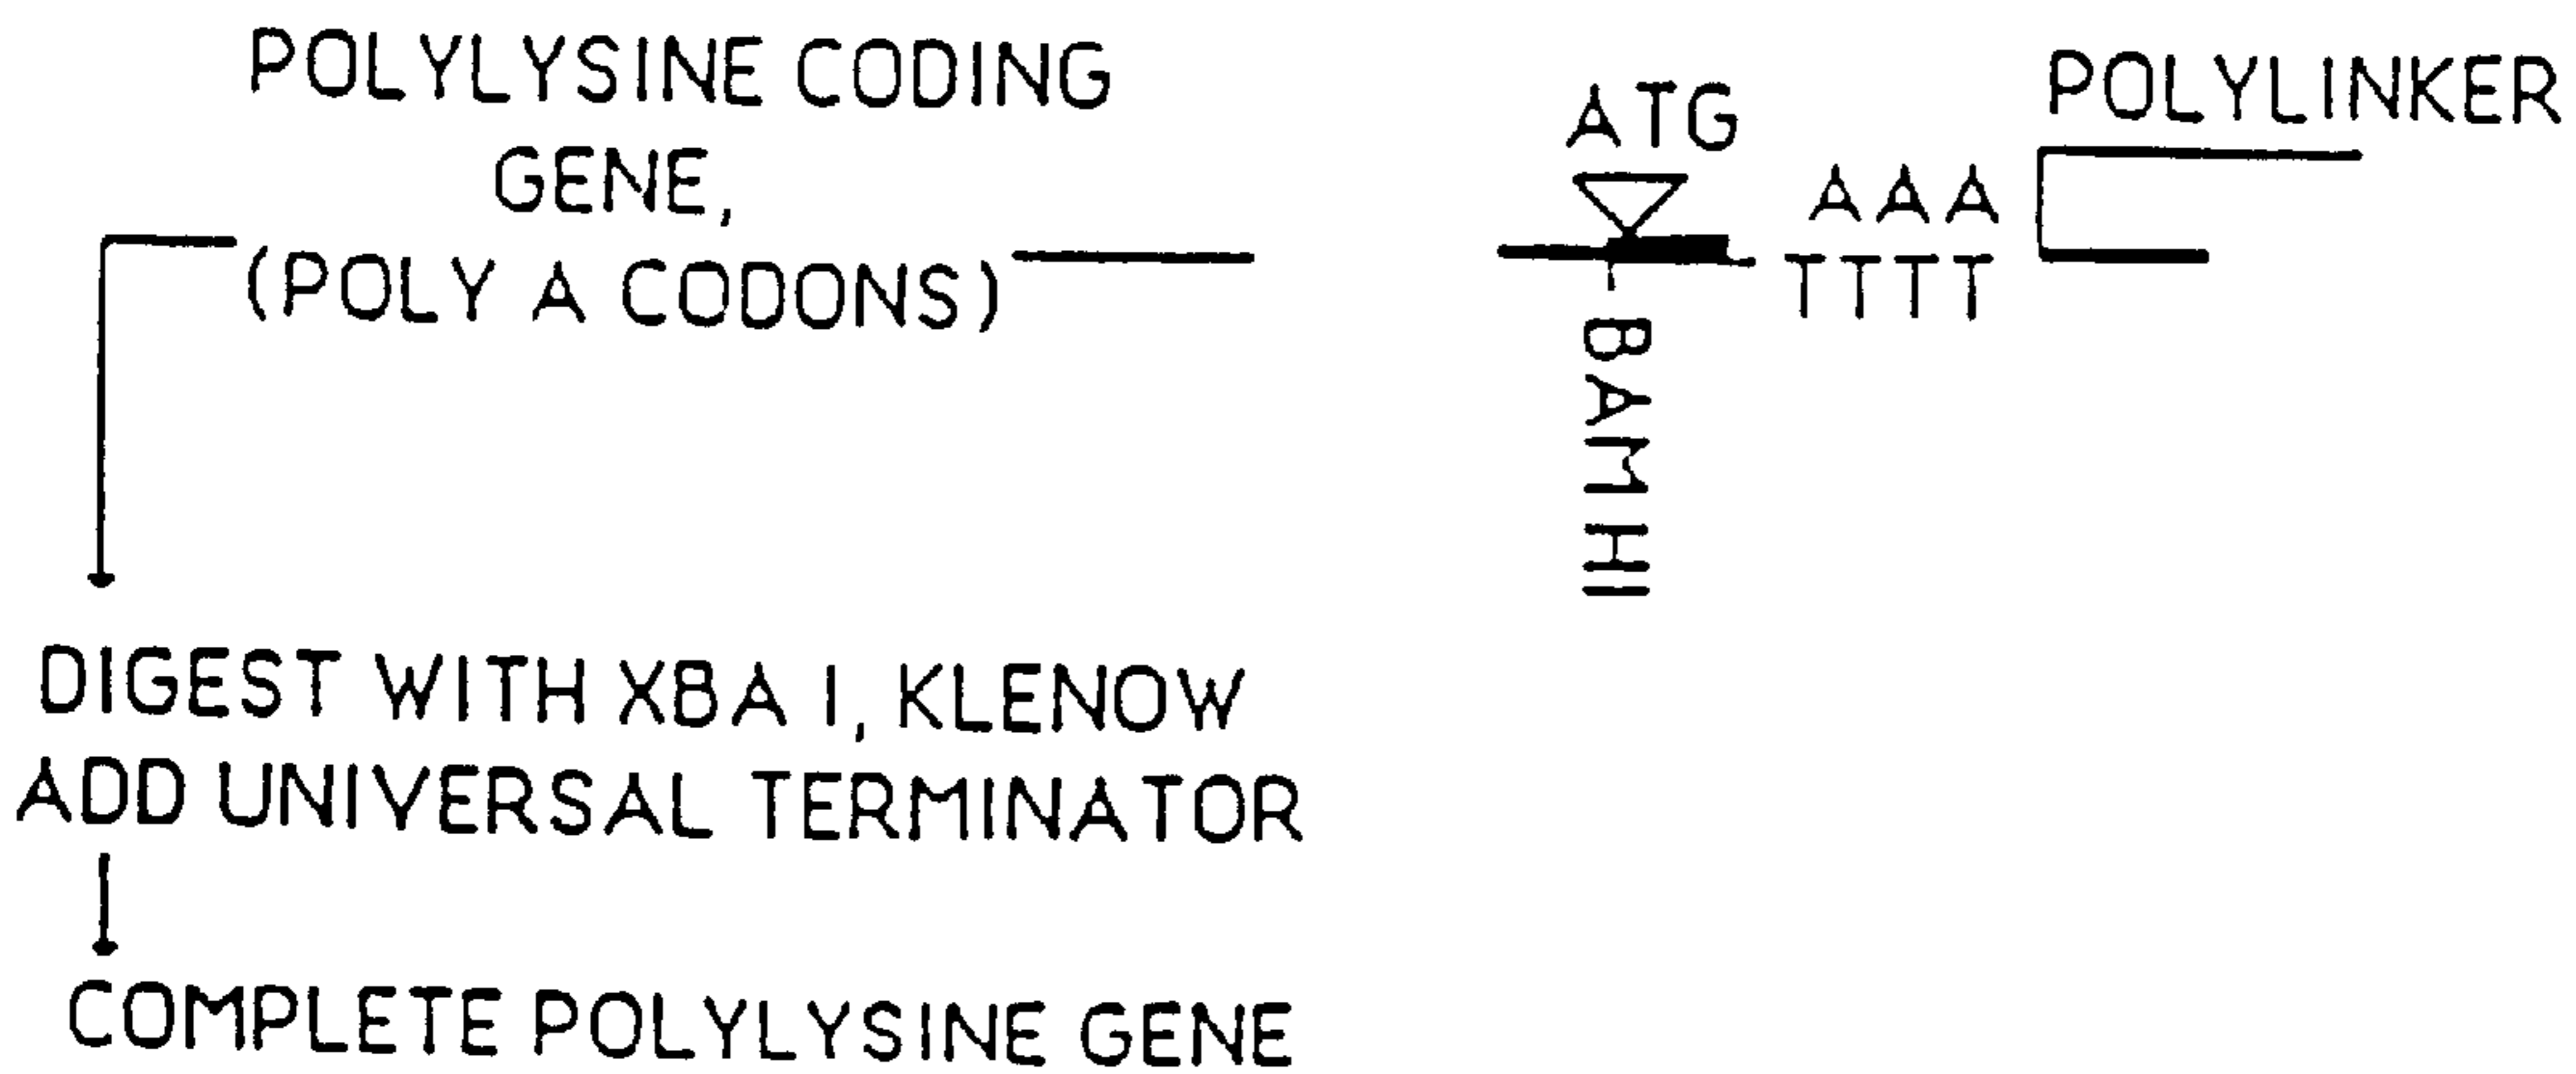 POLYLYSINE CODING
GENE,
(POLY A CODONS)
ATG
POLYLINKER
AAA
TTTT
BAMHI
DIGEST WITH XBA I, KLENOW
ADD UNIVERSAL TERMINATOR
COMPLETE POLYLYSINE GENE